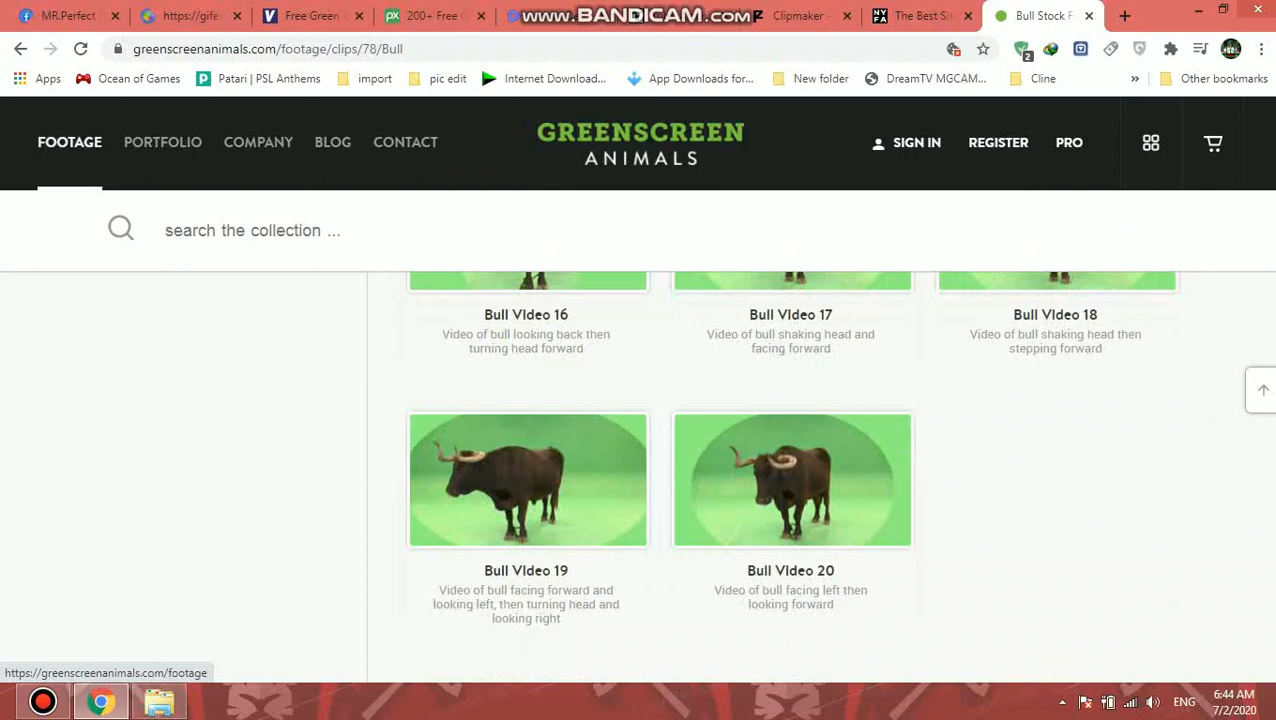 MR.Perfect
https://gife
Free Green
200+ Free
www.BANDICAM.com
Clipmaker –
The Best Sit
Bull Stock F
greenscreenanimals.com/footage/clips/78/Bull
2
Apps
Ocean of Games
Patari | PSL Anthems
import
pic edit
Internet Download...
App Downloads for...
New folder
DreamTV MGCAM...
Cline
»
Other bookmarks
FOOTAGE
PORTFOLIO
COMPANY
BLOG
CONTACT
GREENSCREEN
ANIMALS
SIGN IN
REGISTER
PRO
search the collection ...
Bull Video 16
Video of bull looking back then
turning head forward
Bull Video 17
Video of bull shaking head and
facing forward
Bull Video 18
Video of bull shaking head then
stepping forward
Bull Video 19
Video of bull facing forward and
looking left, then turning head and
looking right
Bull Video 20
Video of bull facing left then
looking forward
https://greenscreenanimals.com/footage
ENG
6:44 AM
7/2/2020